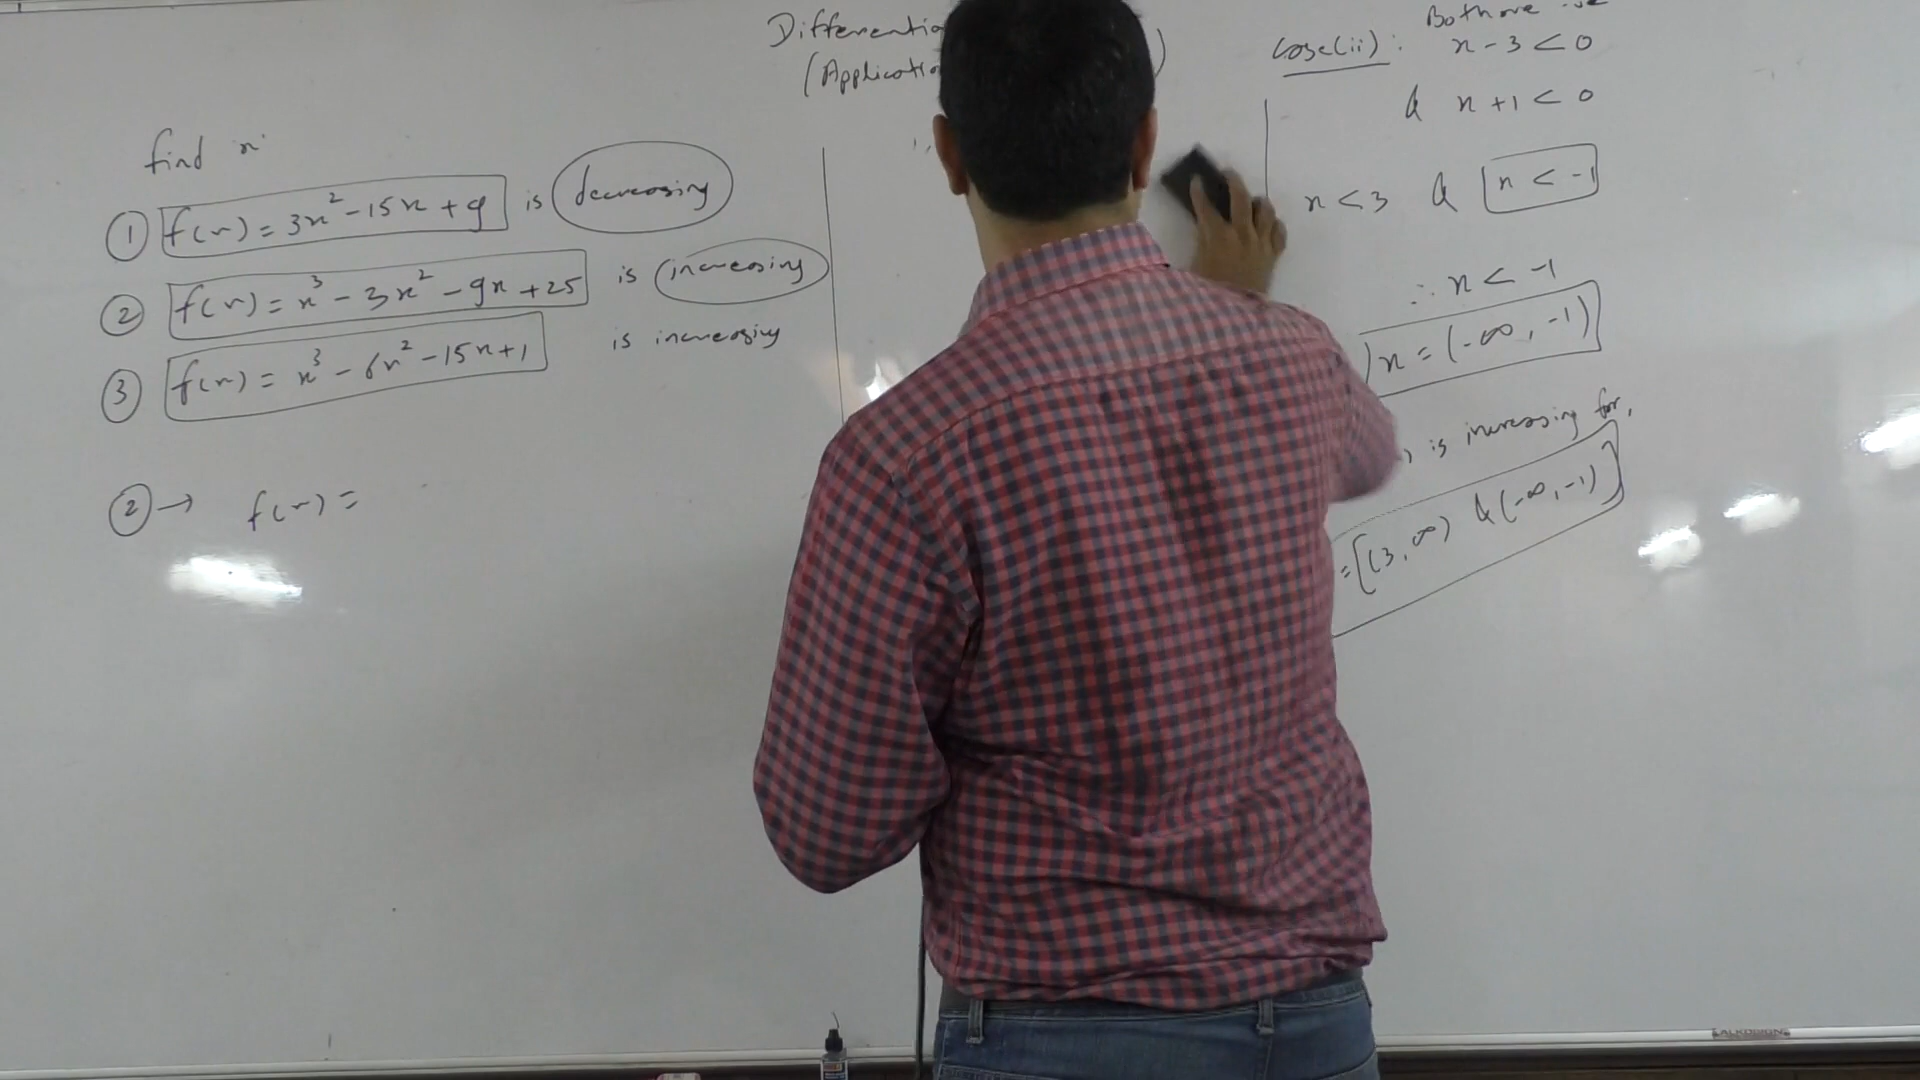 Differentiatio
(Applicatio )
find x
① f(x) = 3x² - 15x + 9 is decreasing
② f(x) = x³ - 3x² - 9x + 25 is increasing
③ f(x) = x³ - 6x² - 15x + 1 is increasing
② → f(x) =
Both are -ve
Case(ii) : x - 3 < 0
& x + 1 < 0
x < 3 & x < -1
∴ x < -1
x = (-∞, -1)
) is increasing for,
= [(3, ∞) & (-∞, -1)]